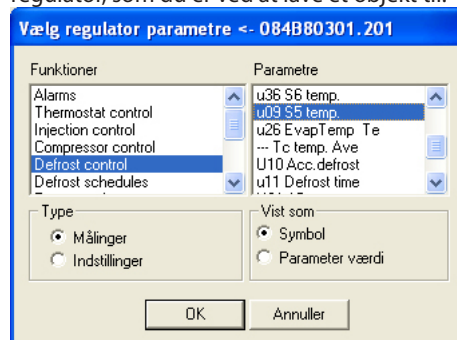 Vælg regulator parametre <- 084B80301.201
Funktioner
Alarms
Thermostat control
Injection control
Compressor control
Defrost control
Defrost schedules
Parametre
u36 S6 temp.
u09 S5 temp.
u26 EvapTemp Te
--- Tc temp. Ave
U10 Acc.defrost
u11 Defrost time
Type
Målinger
Indstillinger
Vist som
Symbol
Parameter værdi
OK
Annuller